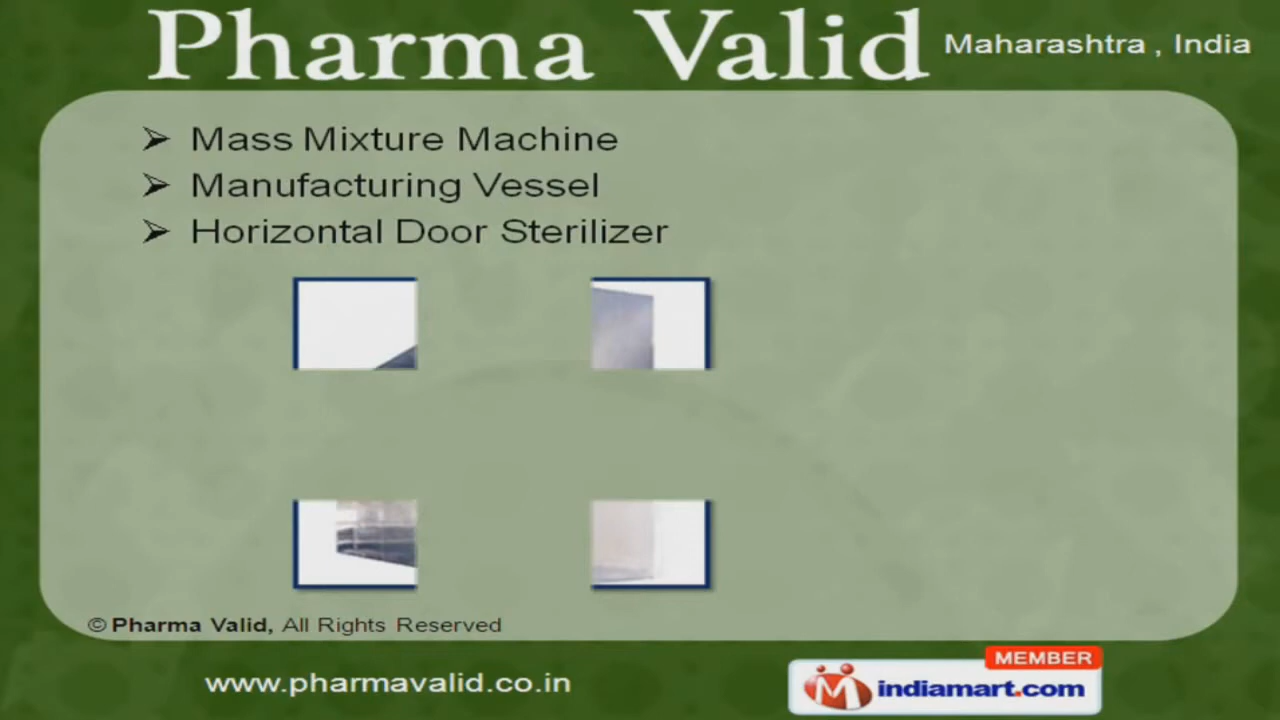 Pharma Valid
Maharashtra , India
➢ Mass Mixture Machine
➢ Manufacturing Vessel
➢ Horizontal Door Sterilizer
© Pharma Valid, All Rights Reserved
www.pharmavalid.co.in
MEMBER
indiamart.com